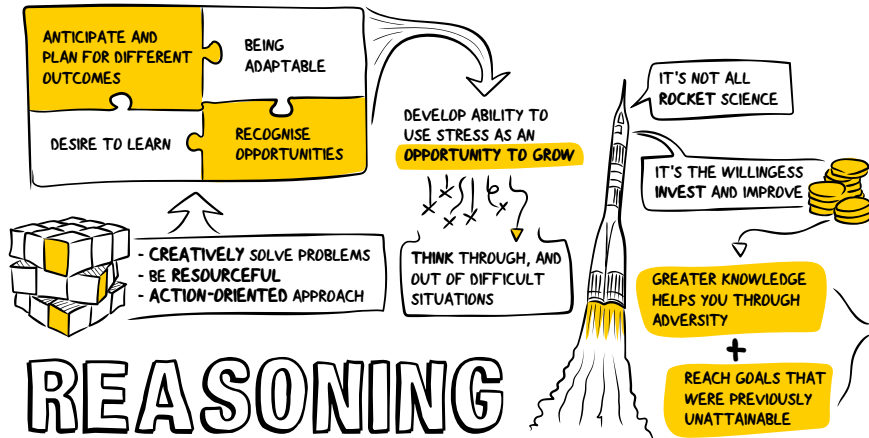 ANTICIPATE AND
PLAN FOR DIFFERENT
OUTCOMES
BEING
ADAPTABLE
DESIRE TO LEARN
RECOGNISE
OPPORTUNITIES
- CREATIVELY SOLVE PROBLEMS
- BE RESOURCEFUL
- ACTION-ORIENTED APPROACH
DEVELOP ABILITY TO
USE STRESS AS AN
OPPORTUNITY TO GROW
THINK THROUGH, AND
OUT OF DIFFICULT
SITUATIONS
IT'S NOT ALL
ROCKET SCIENCE
IT'S THE WILLINGESS
INVEST AND IMPROVE
GREATER KNOWLEDGE
HELPS YOU THROUGH
ADVERSITY
+
REACH GOALS THAT
WERE PREVIOUSLY
UNATTAINABLE
REASONING